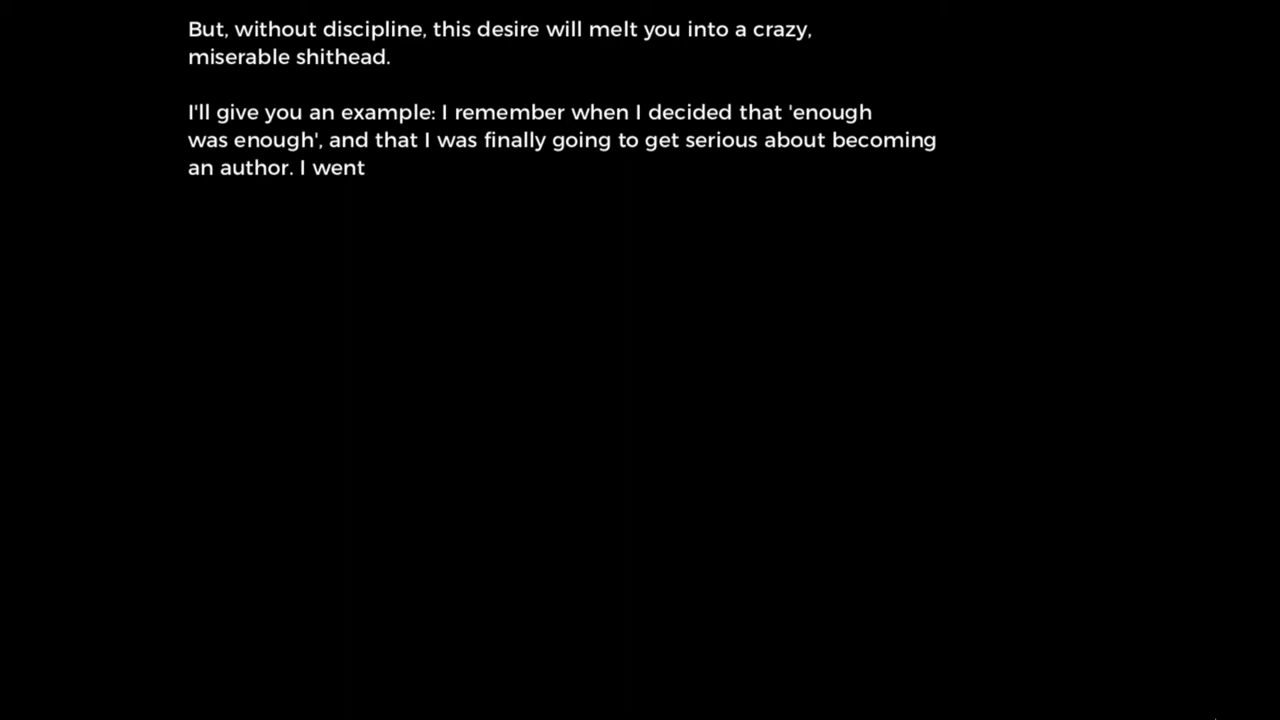 But, without discipline, this desire will melt you into a crazy,
miserable shithead.
I'll give you an example: I remember when I decided that 'enough
was enough', and that I was finally going to get serious about becoming
an author. I went